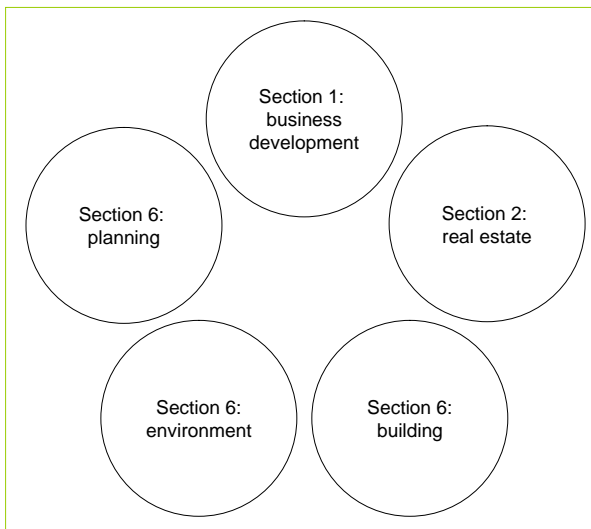 Section 1:
business
development
Section 2:
real estate
Section 6:
building
Section 6:
environment
Section 6:
planning